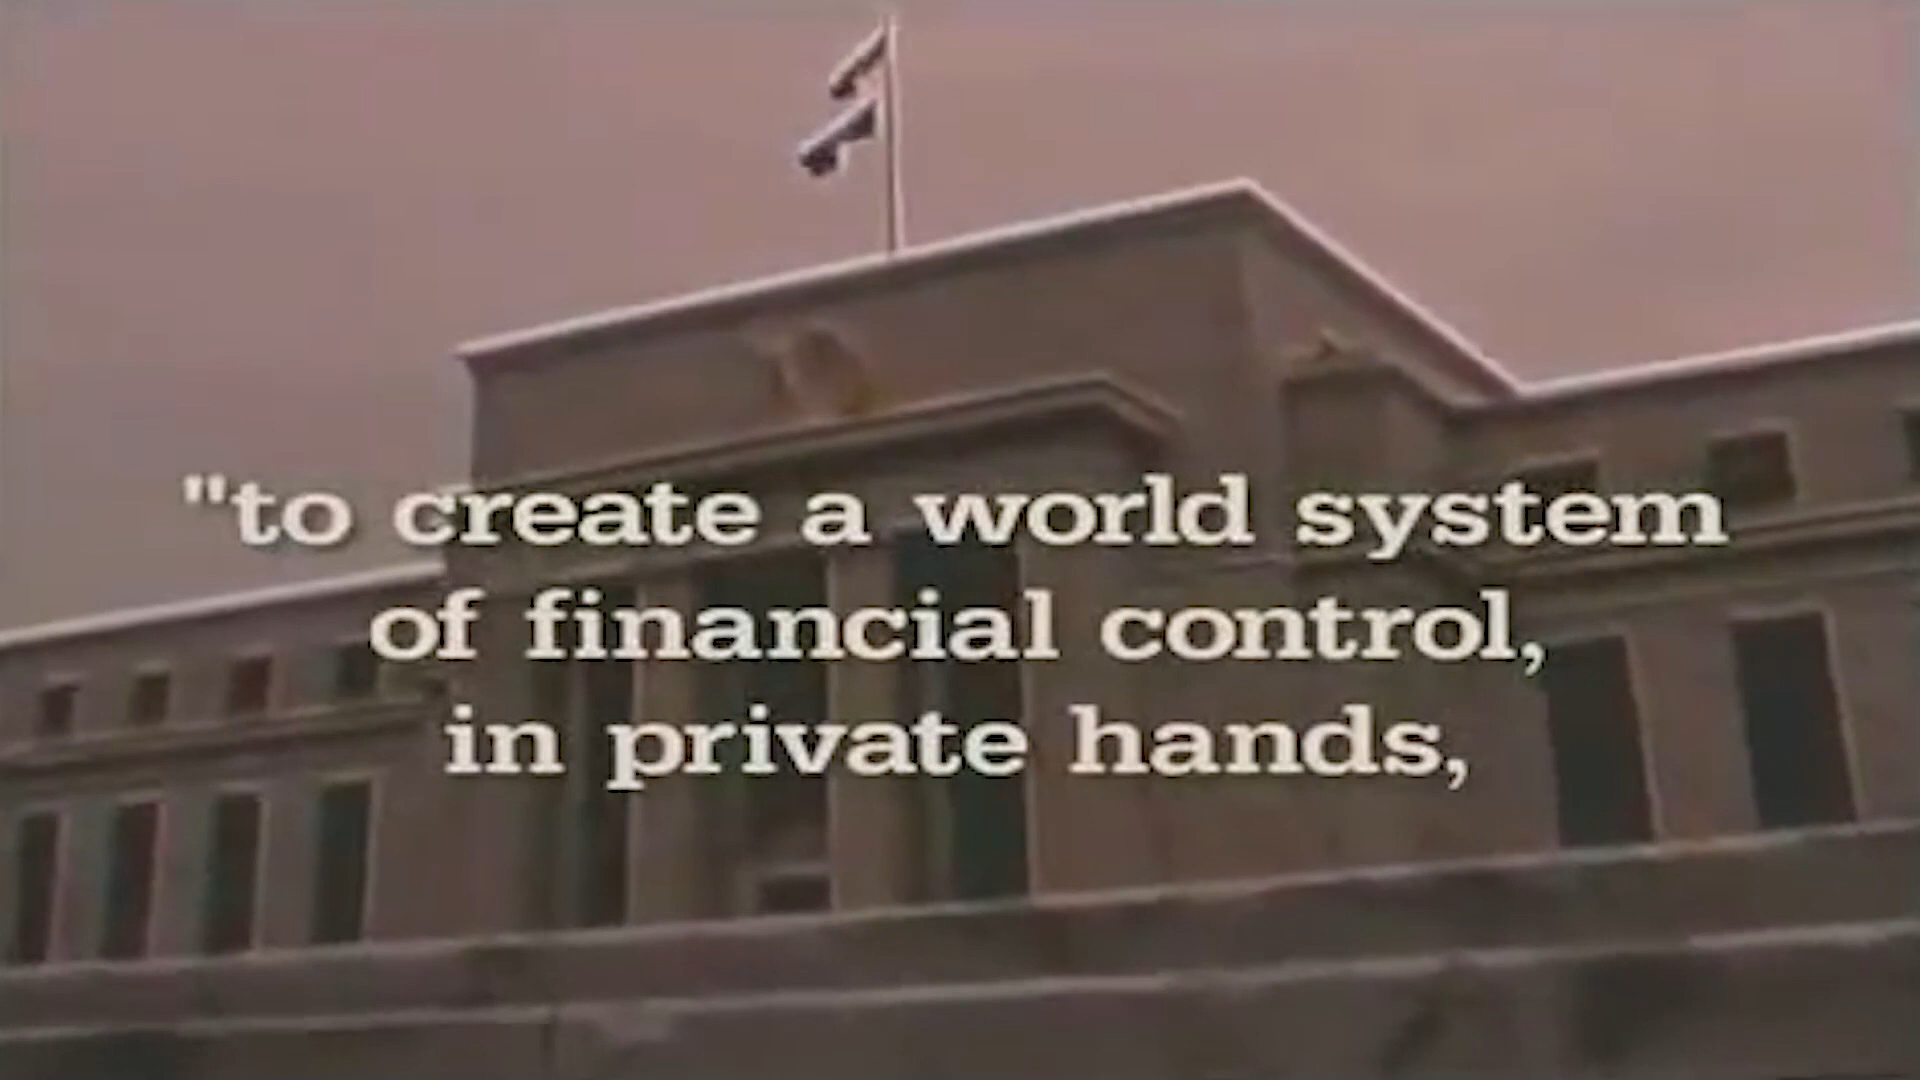 "to create a world system
of financial control,
in private hands,